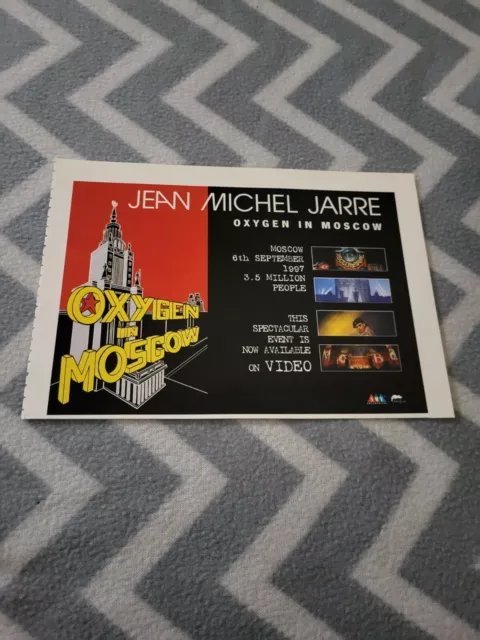 JEAN MICHEL JARRE
OXYGEN IN MOSCOW
MOSCOW
6th SEPTEMBER
1997
3.5 MILLION
PEOPLE
THIS
SPECTACULAR
EVENT IS
NOW AVAILABLE
ON VIDEO
OXYGEN
IN
MOSCOW